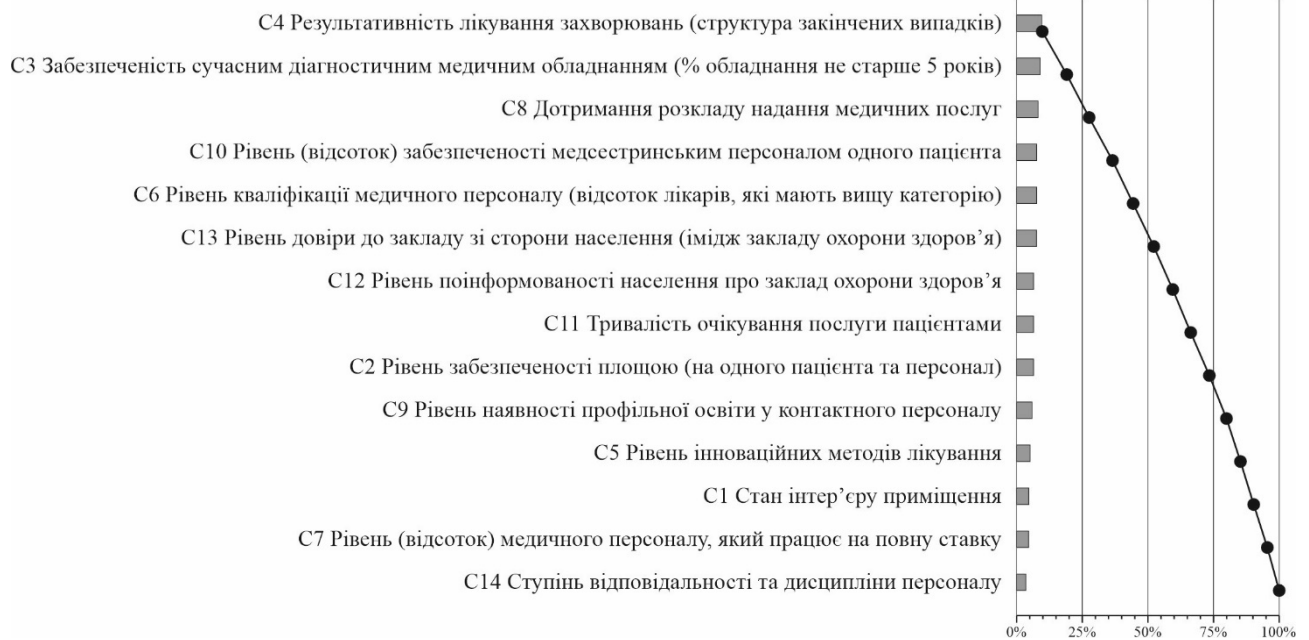 С4 Результативність лікування захворювань (структура закінчених випадків)
С3 Забезпеченість сучасним діагностичним медичним обладнанням (% обладнання не старше 5 років)
С8 Дотримання розкладу надання медичних послуг
С10 Рівень (відсоток) забезпеченості медсестринським персоналом одного пацієнта
С6 Рівень кваліфікації медичного персоналу (відсоток лікарів, які мають вищу категорію)
С13 Рівень довіри до закладу зі сторони населення (імідж закладу охорони здоров’я)
С12 Рівень поінформованості населення про заклад охорони здоров’я
С11 Тривалість очікування послуги пацієнтами
С2 Рівень забезпеченості площою (на одного пацієнта та персонал)
С9 Рівень наявності профільної освіти у контактного персоналу
С5 Рівень інноваційних методів лікування
С1 Стан інтер’єру приміщення
С7 Рівень (відсоток) медичного персоналу, який працює на повну ставку
С14 Ступінь відповідальності та дисципліни персоналу
0% 25% 50% 75% 100%